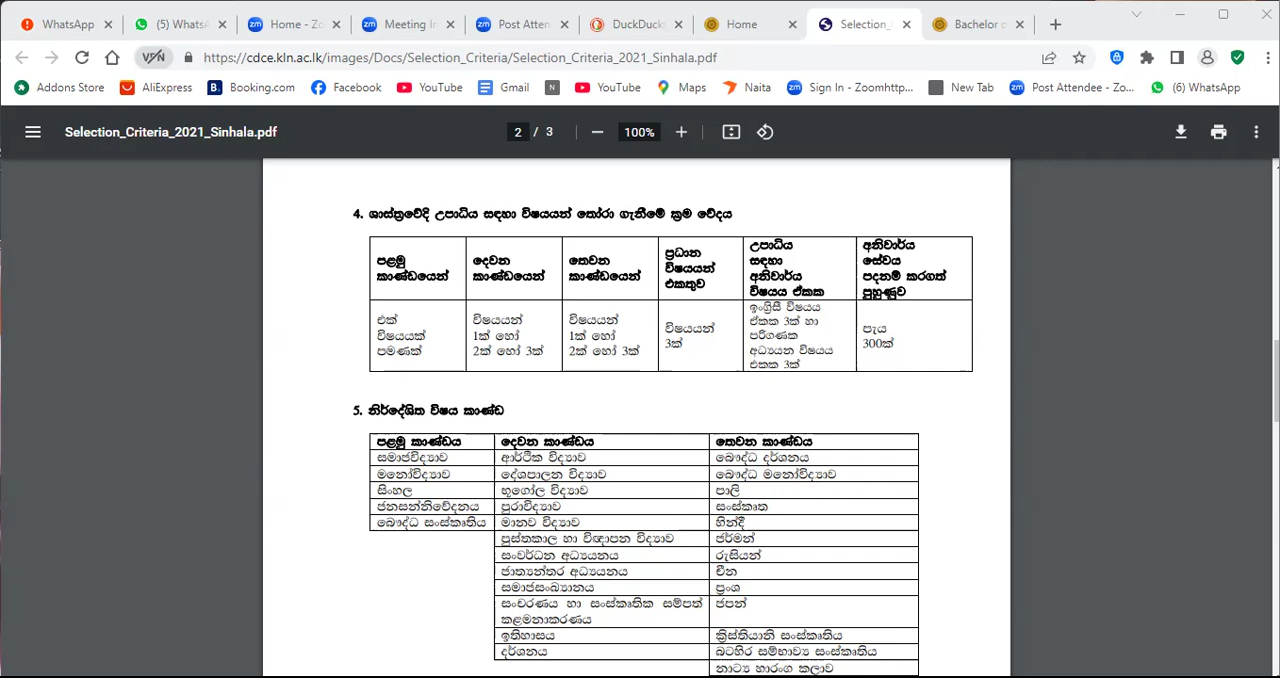 WhatsApp
(5) WhatsA
Home - Zo
Meeting In
Post Atten
DuckDuck
Home
Selection_
Bachelor o
https://cdce.kln.ac.lk/images/Docs/Selection_Criteria/Selection_Criteria_2021_Sinhala.pdf
Addons Store
AliExpress
Booking.com
Facebook
YouTube
Gmail
YouTube
Maps
Naita
Sign In - Zoomhttp...
New Tab
Post Attendee - Zo...
(6) WhatsApp
Selection_Criteria_2021_Sinhala.pdf
2 / 3
100%
4. ශාස්ත්‍රවේදි උපාධිය සඳහා විෂයයන් තෝරා ගැනීමේ ක්‍රම වේදය
පළමු කාණ්ඩයෙන්
දෙවන කාණ්ඩයෙන්
තෙවන කාණ්ඩයෙන්
ප්‍රධාන විෂයයන් එකතුව
උපාධිය සඳහා අනිවාර්ය විෂයය ඒකක
අනිවාර්ය සේවය පදනම් කරගත් පුහුණුව
එක් විෂයයක් පමණක්
විෂයයන් 1ක් හෝ 2ක් හෝ 3ක්
විෂයයන් 1ක් හෝ 2ක් හෝ 3ක්
විෂයයන් 3ක්
ඉංග්‍රිසී විෂයය ඒකක 3ක් හා පරිගණක අධ්‍යයන විෂයය එකක 3ක්
පැය 300ක්
5. නිර්දේශිත විෂය කාණ්ඩ
පළමු කාණ්ඩය දෙවන කාණ්ඩය තෙවන කාණ්ඩය
සමාජවිද්‍යාව ආර්ථික විද්‍යාව බෞද්ධ දර්ශනය
මනෝවිද්‍යාව දේශපාලන විද්‍යාව බෞද්ධ මනෝවිද්‍යාව
සිංහල භූගෝල විද්‍යාව පාලි
ජනසන්නිවේදනය පුරාවිද්‍යාව සංස්කෘත
බෞද්ධ සංස්කෘතිය මානව විද්‍යාව හින්දී
පුස්තකාල හා විඥාපන විද්‍යාව ජර්මන්
සංවර්ධන අධ්‍යයනය රුසියන්
ජාත්‍යන්තර අධ්‍යයනය චීන
සමාජසංඛ්‍යානය ප්‍රංශ
සංචරණය හා සංස්කෘතික සම්පත් කළමනාකරණය ජපන්
ඉතිහාසය ක්‍රිස්තියානි සංස්කෘතිය
දර්ශනය බටහිර සම්භාව්‍ය සංස්කෘතිය
නාට්‍ය හාරංග කලාව